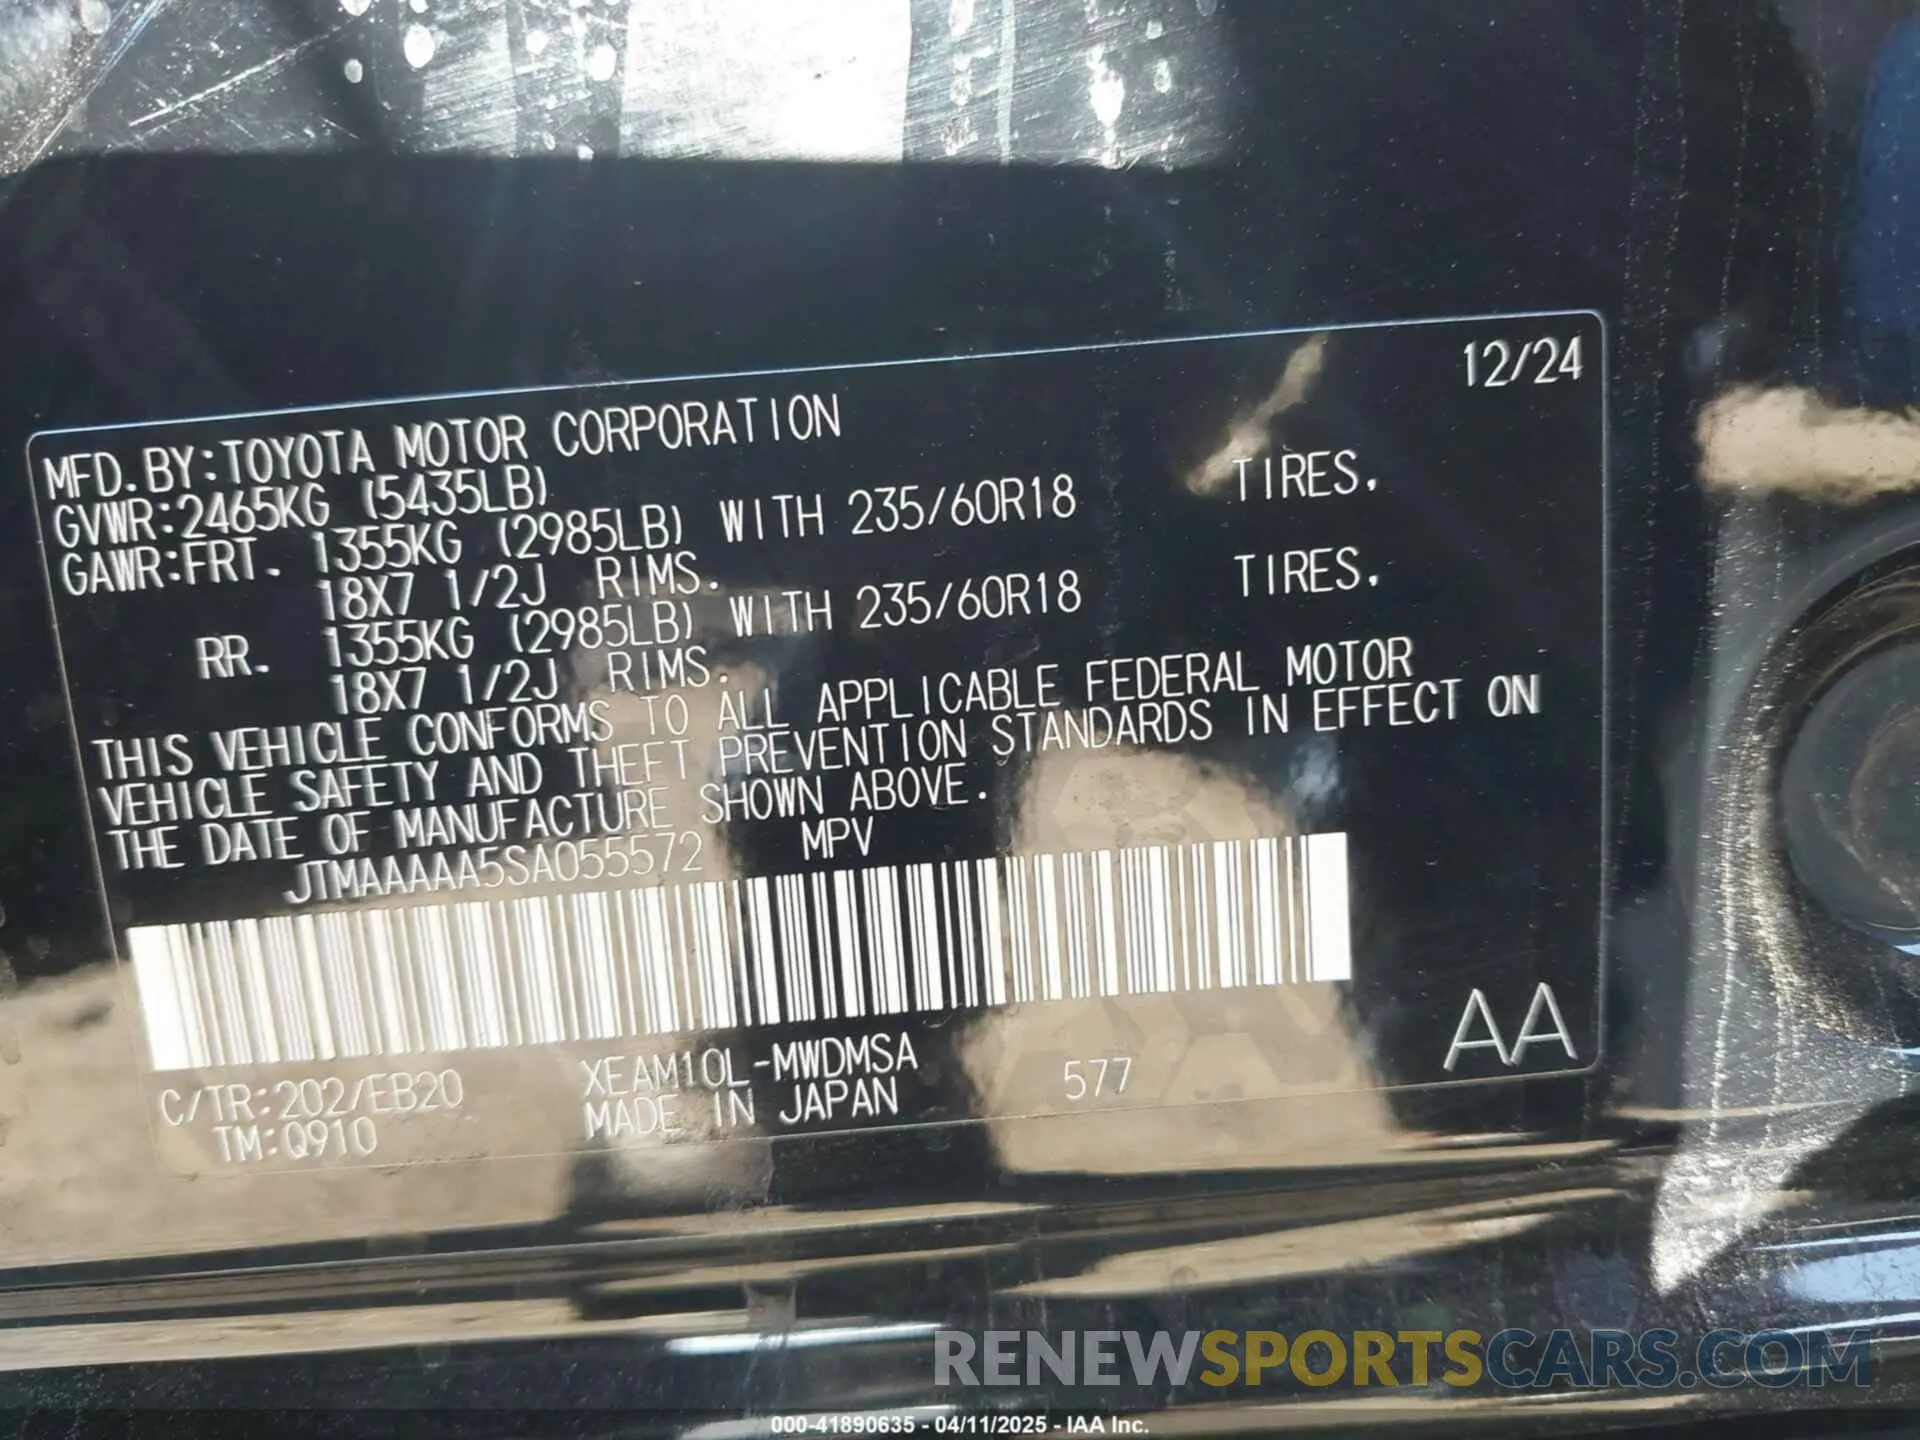 12/24
MFD.BY:TOYOTA MOTOR CORPORATION
GVWR:2465KG (5435LB)
GAWR:FRT. 1355KG (2985LB) WITH 235/60R18 TIRES.
18X7 1/2J RIMS.
RR. 1355KG (2985LB) WITH 235/60R18 TIRES.
18X7 1/2J RIMS.
THIS VEHICLE CONFORMS TO ALL APPLICABLE FEDERAL MOTOR
VEHICLE SAFETY AND THEFT PREVENTION STANDARDS IN EFFECT ON
THE DATE OF MANUFACTURE SHOWN ABOVE.
JTMAAAAA5SA055572 MPV
C/TR:202/EB20 XEAM10L-MWDMSA 577 AA
TM:Q910 MADE IN JAPAN
RENEWSPORTSCARS.COM
000-41890635 - 04/11/2025 - IAA Inc.